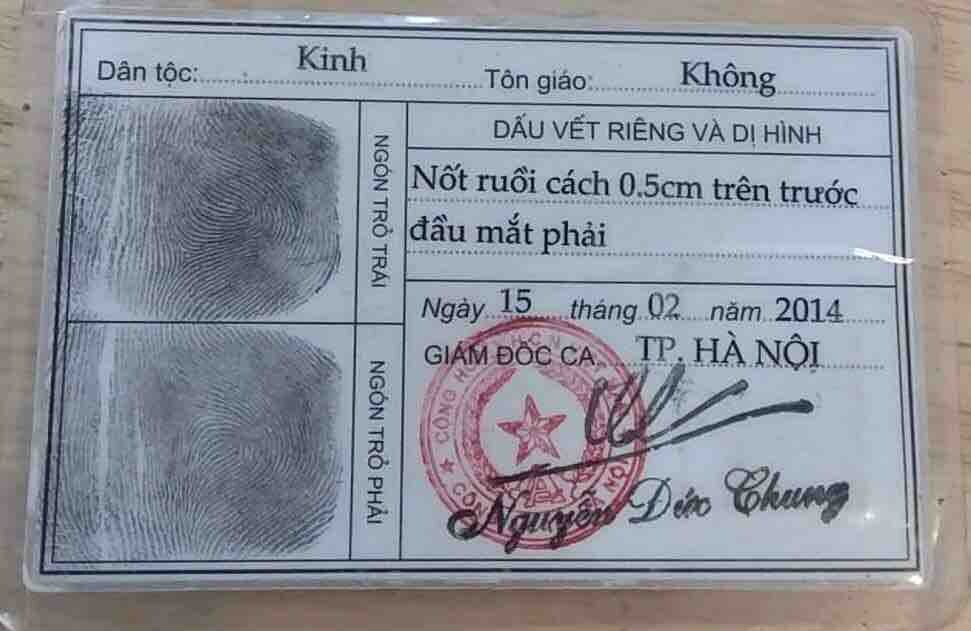 Dân tộc: Kinh Tôn giáo: Không
NGÓN TRỎ TRÁI
DẤU VẾT RIÊNG VÀ DỊ HÌNH
Nốt ruồi cách 0.5cm trên trước
đầu mắt phải
NGÓN TRỎ PHẢI
Ngày 15 tháng 02 năm 2014
GIÁM ĐỐC CA. TP. HÀ NỘI
CỘNG
Nguyễn Đức Chung